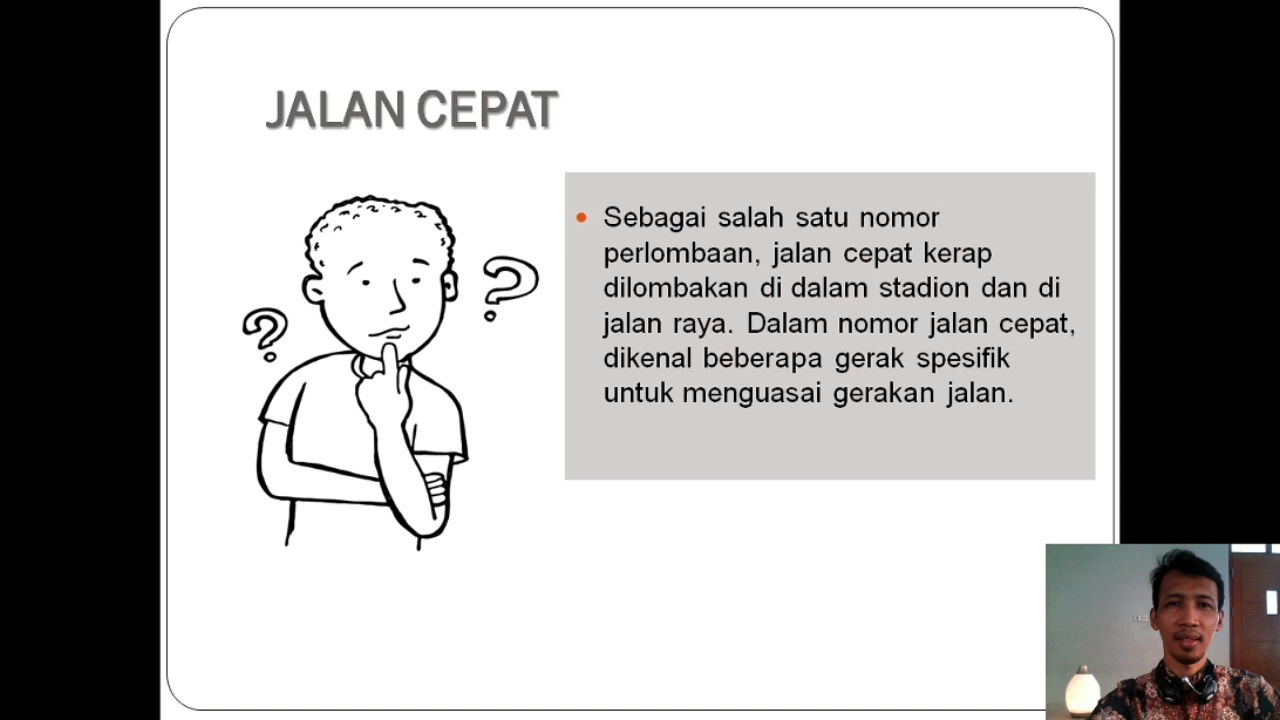 JALAN CEPAT
Sebagai salah satu nomor
perlombaan, jalan cepat kerap
dilombakan di dalam stadion dan di
jalan raya. Dalam nomor jalan cepat,
dikenal beberapa gerak spesifik
untuk menguasai gerakan jalan.